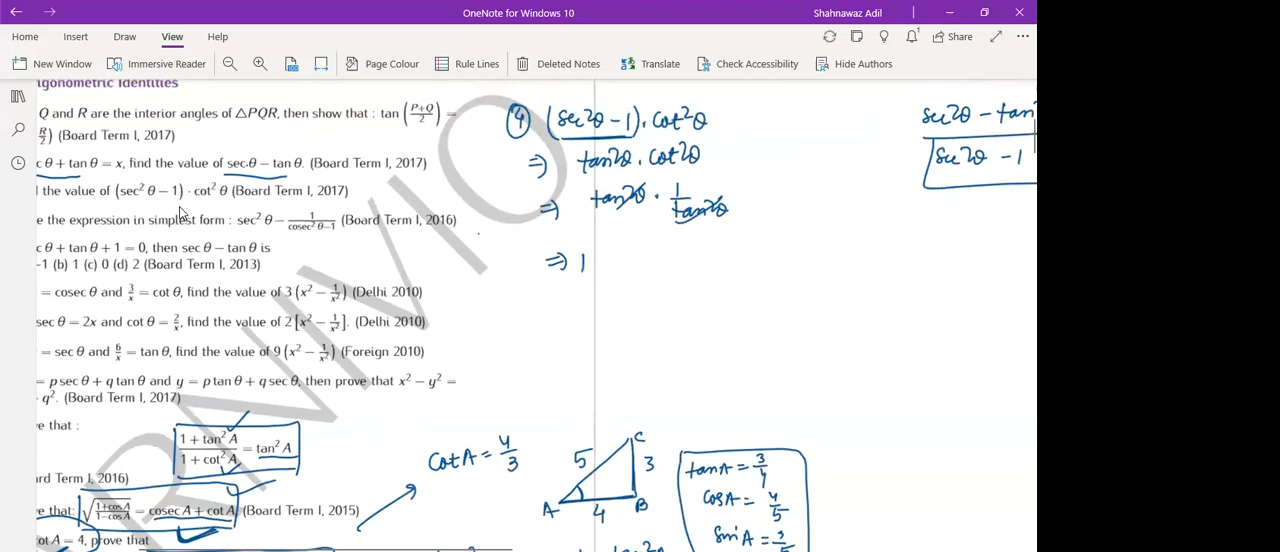 OneNote for Windows 10
Shahnawaz Adil
Home Insert Draw View Help
Share
New Window Immersive Reader Page Colour Rule Lines Deleted Notes Translate Check Accessibility Hide Authors
igonometric Identities
Q and R are the interior angles of △PQR, then show that : tan ((P+Q)/2) =
R/2) (Board Term I, 2017)
c θ + tan θ = x, find the value of sec θ − tan θ. (Board Term I, 2017)
the value of (sec² θ − 1) · cot² θ (Board Term I, 2017)
e the expression in simplest form : sec² θ − 1/(cosec² θ−1) (Board Term I, 2016)
c θ + tan θ + 1 = 0, then sec θ − tan θ is
-1 (b) 1 (c) 0 (d) 2 (Board Term I, 2013)
= cosec θ and 3/x = cot θ, find the value of 3 (x² − 1/x²) (Delhi 2010)
sec θ = 2x and cot θ = 2/x, find the value of 2 [x² − 1/x²]. (Delhi 2010)
= sec θ and 6/x = tan θ, find the value of 9 (x² − 1/x²) (Foreign 2010)
= p sec θ + q tan θ and y = p tan θ + q sec θ, then prove that x² − y² =
q². (Board Term I, 2017)
e that :
(1 + tan² A)/(1 + cot² A) = tan² A
rd Term I, 2016)
e that: √((1+cos A)/(1−cos A)) = cosec A + cot A, (Board Term I, 2015)
ot A = 4, prove that
④ (sec²θ − 1) . cot²θ
⇒ tan²θ . cot²θ
⇒ tan²θ . 1/tan²θ
⇒ 1
sec²θ − tan
sec²θ − 1
cot A = 4/3
C
5
3
A
B
4
tan A = 3/4
cos A = 4/5
sin A = 3/5
RNIVIO